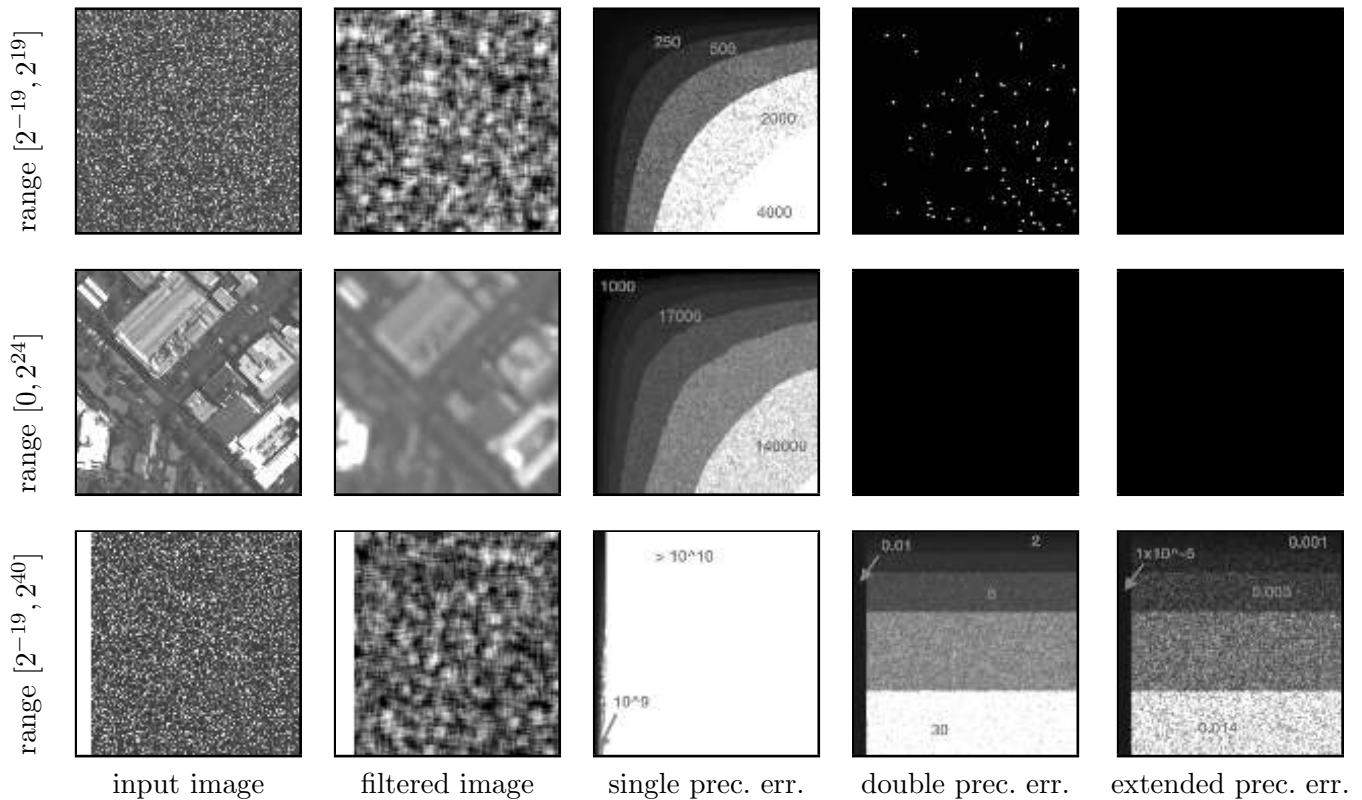 range [2^-19, 2^19]
250
500
2000
4000
range [0, 2^24]
1000
17000
140000
range [2^-19, 2^40]
> 10^10
10^9
0.01
2
30
1x10^-5
0.001
0.003
0.014
input image
filtered image
single prec. err.
double prec. err.
extended prec. err.